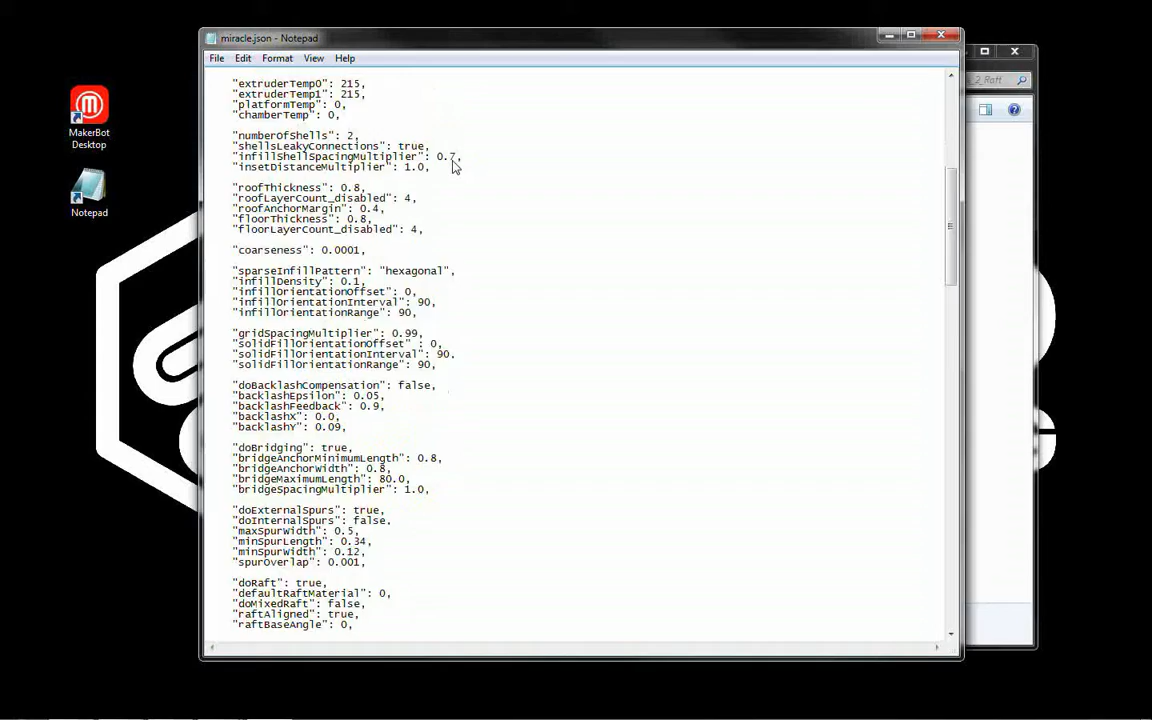 miracle.json - Notepad
File Edit Format View Help
"extruderTemp0": 215,
"extruderTemp1": 215,
"platformTemp": 0,
"chamberTemp": 0,
"numberOfShells": 2,
"shellsLeakyConnections": true,
"infillShellSpacingMultiplier": 0.7,
"insetDistanceMultiplier": 1.0,
"roofThickness": 0.8,
"roofLayerCount_disabled": 4,
"roofAnchorMargin": 0.4,
"floorThickness": 0.8,
"floorLayerCount_disabled": 4,
"coarseness": 0.0001,
"sparseInfillPattern": "hexagonal",
"infillDensity": 0.1,
"infillOrientationOffset": 0,
"infillOrientationInterval": 90,
"infillOrientationRange": 90,
"gridSpacingMultiplier": 0.99,
"solidFillOrientationOffset" : 0,
"solidFillOrientationInterval": 90,
"solidFillOrientationRange": 90,
"doBacklashCompensation": false,
"backlashEpsilon": 0.05,
"backlashFeedback": 0.9,
"backlashX": 0.0,
"backlashY": 0.09,
"doBridging": true,
"bridgeAnchorMinimumLength": 0.8,
"bridgeAnchorWidth": 0.8,
"bridgeMaximumLength": 80.0,
"bridgeSpacingMultiplier": 1.0,
"doExternalSpurs": true,
"doInternalSpurs": false,
"maxSpurWidth": 0.5,
"minSpurLength": 0.34,
"minSpurWidth": 0.12,
"spurOverlap": 0.001,
"doRaft": true,
"defaultRaftMaterial": 0,
"doMixedRaft": false,
"raftAligned": true,
"raftBaseAngle": 0,
MakerBot
Desktop
Notepad
_2_Raft